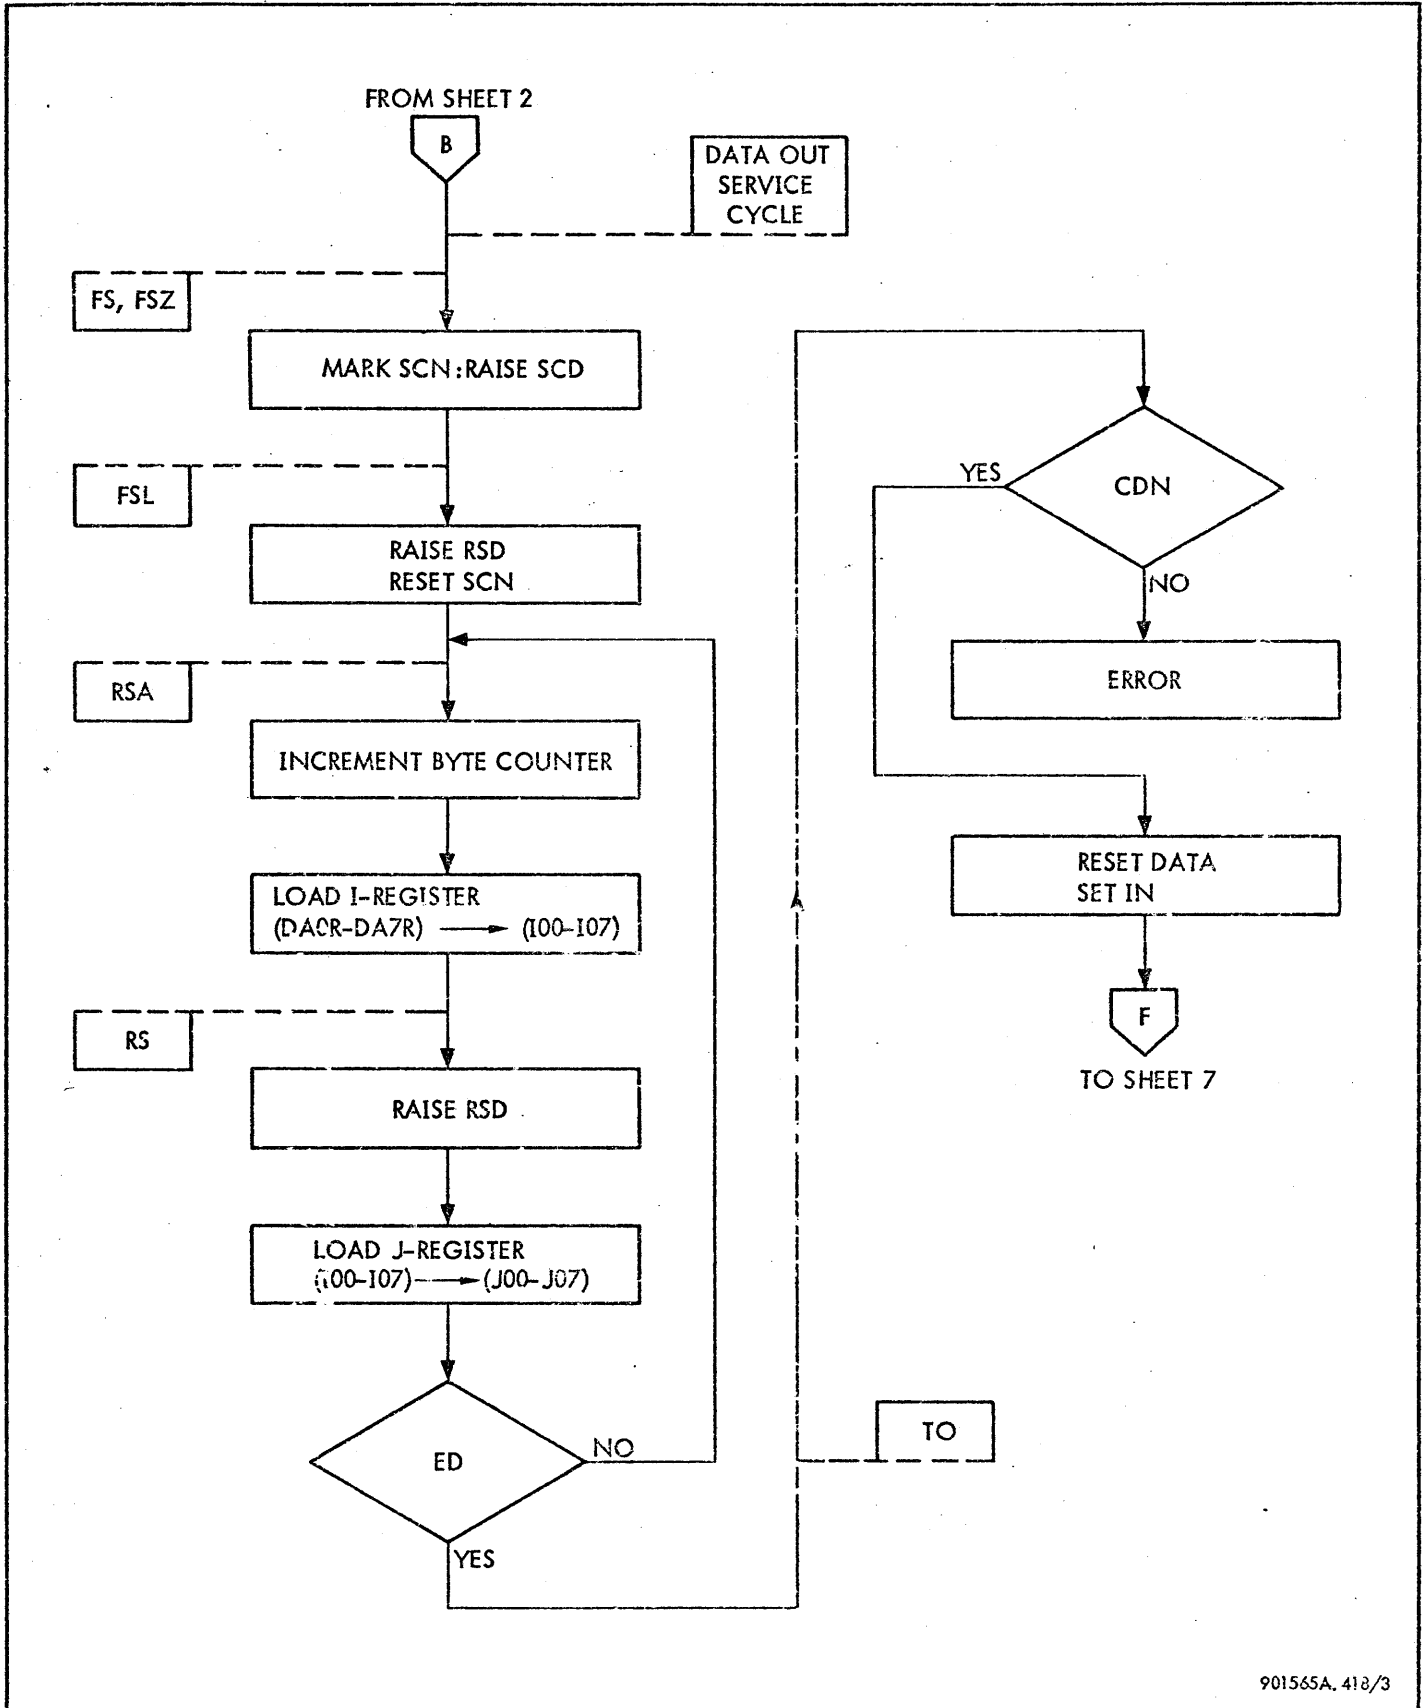 FROM SHEET 2
B
DATA OUT
SERVICE
CYCLE
FS, FSZ
MARK SCN:RAISE SCD
FSL
RAISE RSD
RESET SCN
RSA
INCREMENT BYTE COUNTER
LOAD I-REGISTER
(DA0R-DA7R) → (I00-I07)
RS
RAISE RSD
LOAD J-REGISTER
(I00-I07) → (J00-J07)
ED
NO
YES
TO
CDN
YES
NO
ERROR
RESET DATA
SET IN
F
TO SHEET 7
901565A. 418/3